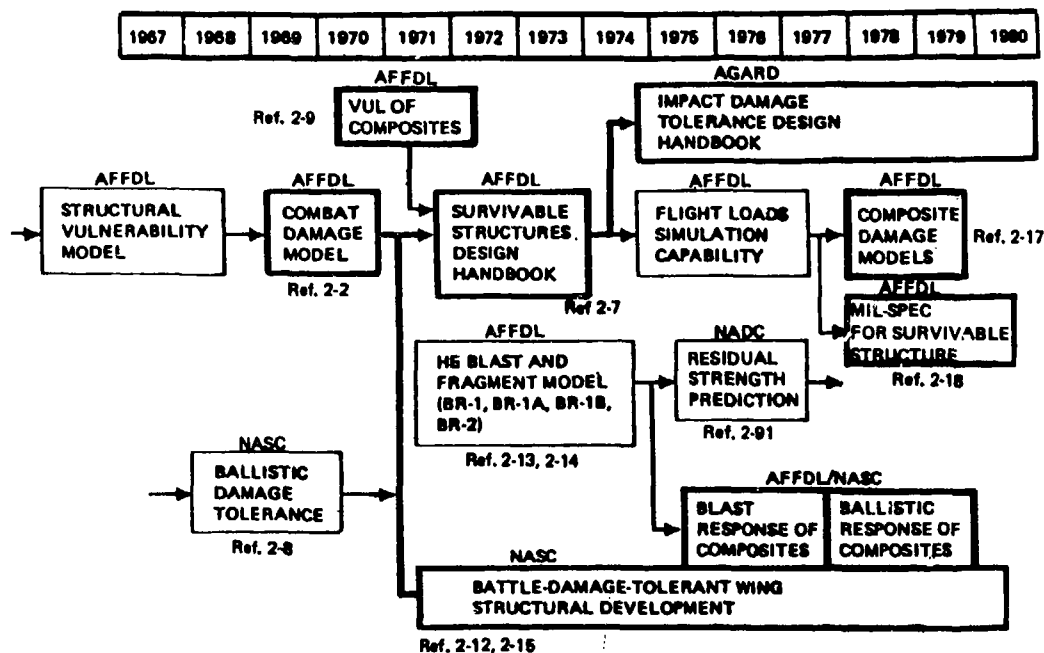 1967 1968 1969 1970 1971 1972 1973 1974 1975 1976 1977 1978 1979 1980
AFFDL
VUL OF
COMPOSITES
Ref. 2-9
AGARD
IMPACT DAMAGE
TOLERANCE DESIGN
HANDBOOK
AFFDL
STRUCTURAL
VULNERABILITY
MODEL
AFFDL
COMBAT
DAMAGE
MODEL
Ref. 2-2
AFFDL
SURVIVABLE
STRUCTURES
DESIGN
HANDBOOK
Ref 2-7
AFFDL
FLIGHT LOADS
SIMULATION
CAPABILITY
AFFDL
COMPOSITE
DAMAGE
MODELS
Ref. 2-17
AFFDL
MIL-SPEC
FOR SURVIVABLE
STRUCTURE
Ref. 2-18
AFFDL
HE BLAST AND
FRAGMENT MODEL
(BR-1, BR-1A, BR-1B,
BR-2)
Ref. 2-13, 2-14
NADC
RESIDUAL
STRENGTH
PREDICTION
Ref. 2-91
NASC
BALLISTIC
DAMAGE
TOLERANCE
Ref. 2-8
AFFDL/NASC
BLAST
RESPONSE OF
COMPOSITES
BALLISTIC
RESPONSE OF
COMPOSITES
NASC
BATTLE-DAMAGE-TOLERANT WING
STRUCTURAL DEVELOPMENT
Ref. 2-12, 2-15